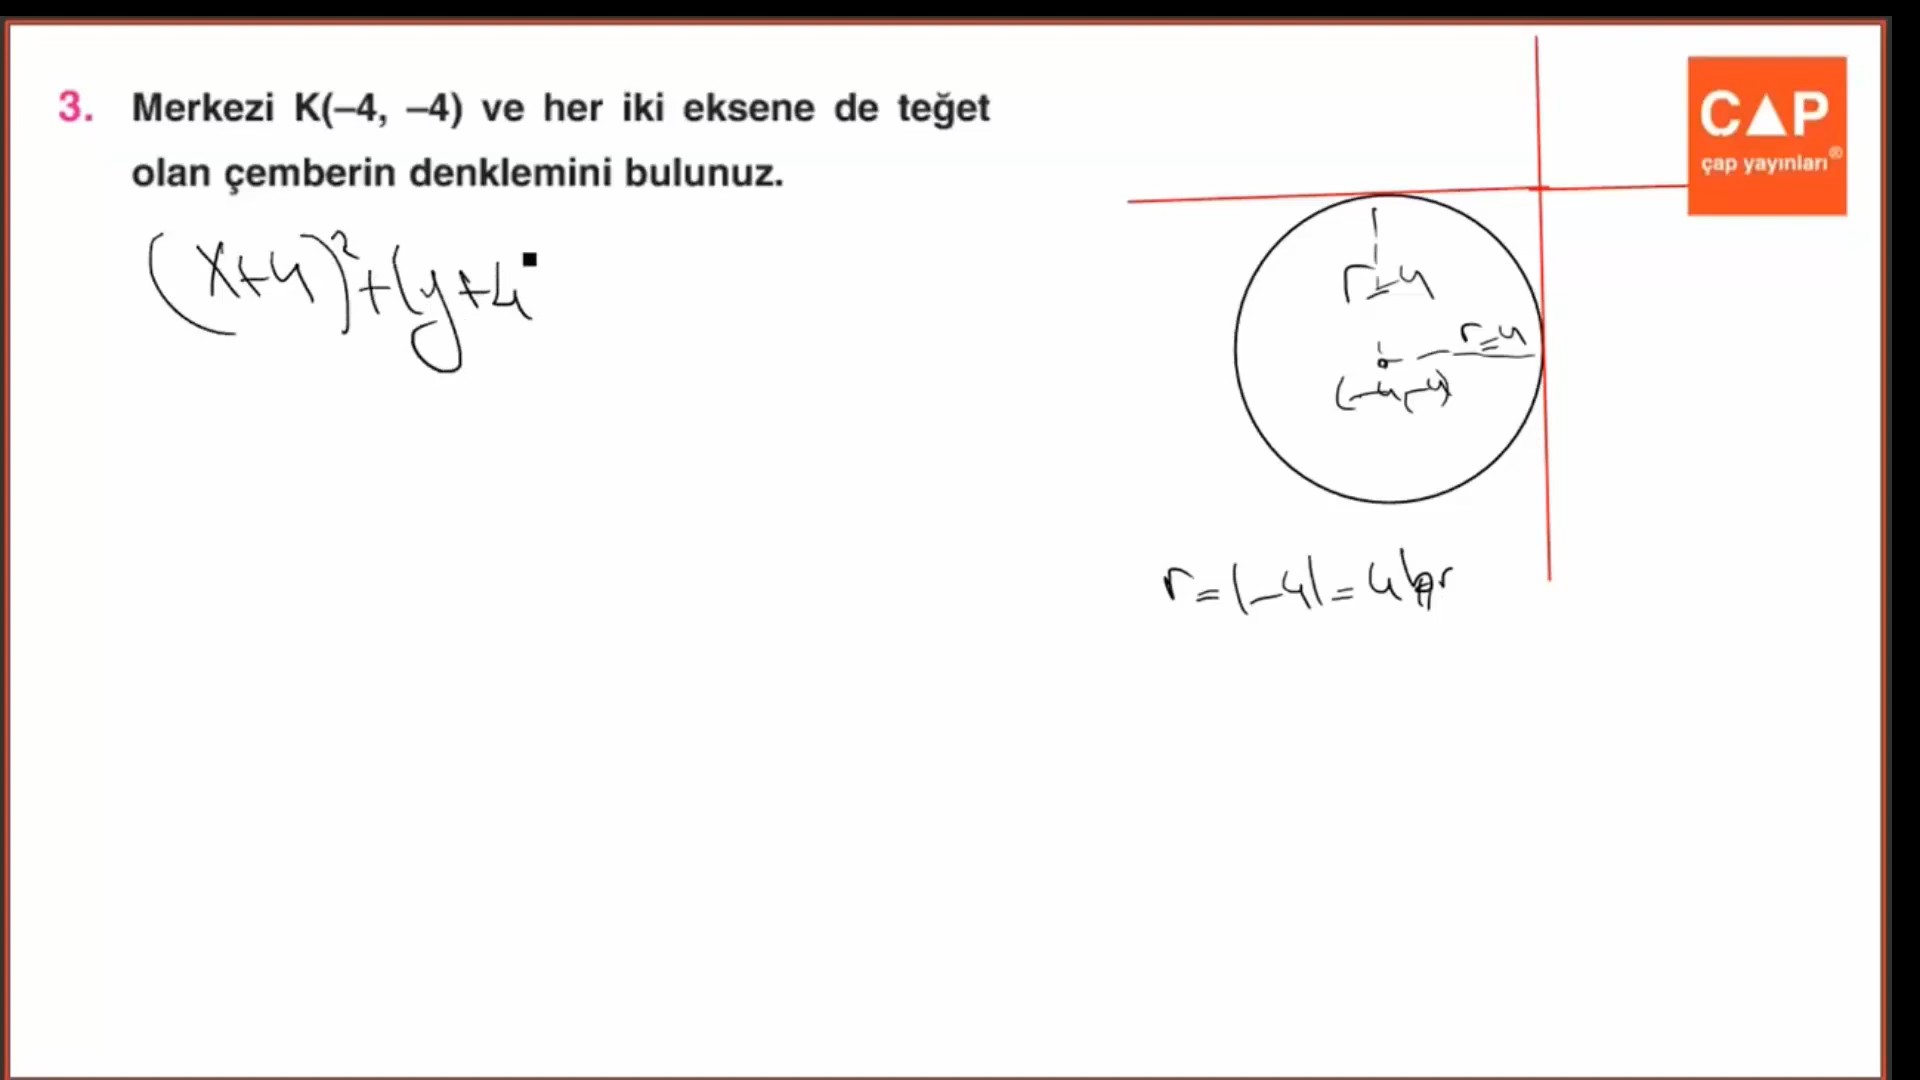 3. Merkezi K(–4, –4) ve her iki eksene de teğet
olan çemberin denklemini bulunuz.
(x+4)²+(y+4
CAP
çap yayınları®
r=4
r=4
(-4,-4)
r=|-4|=4br